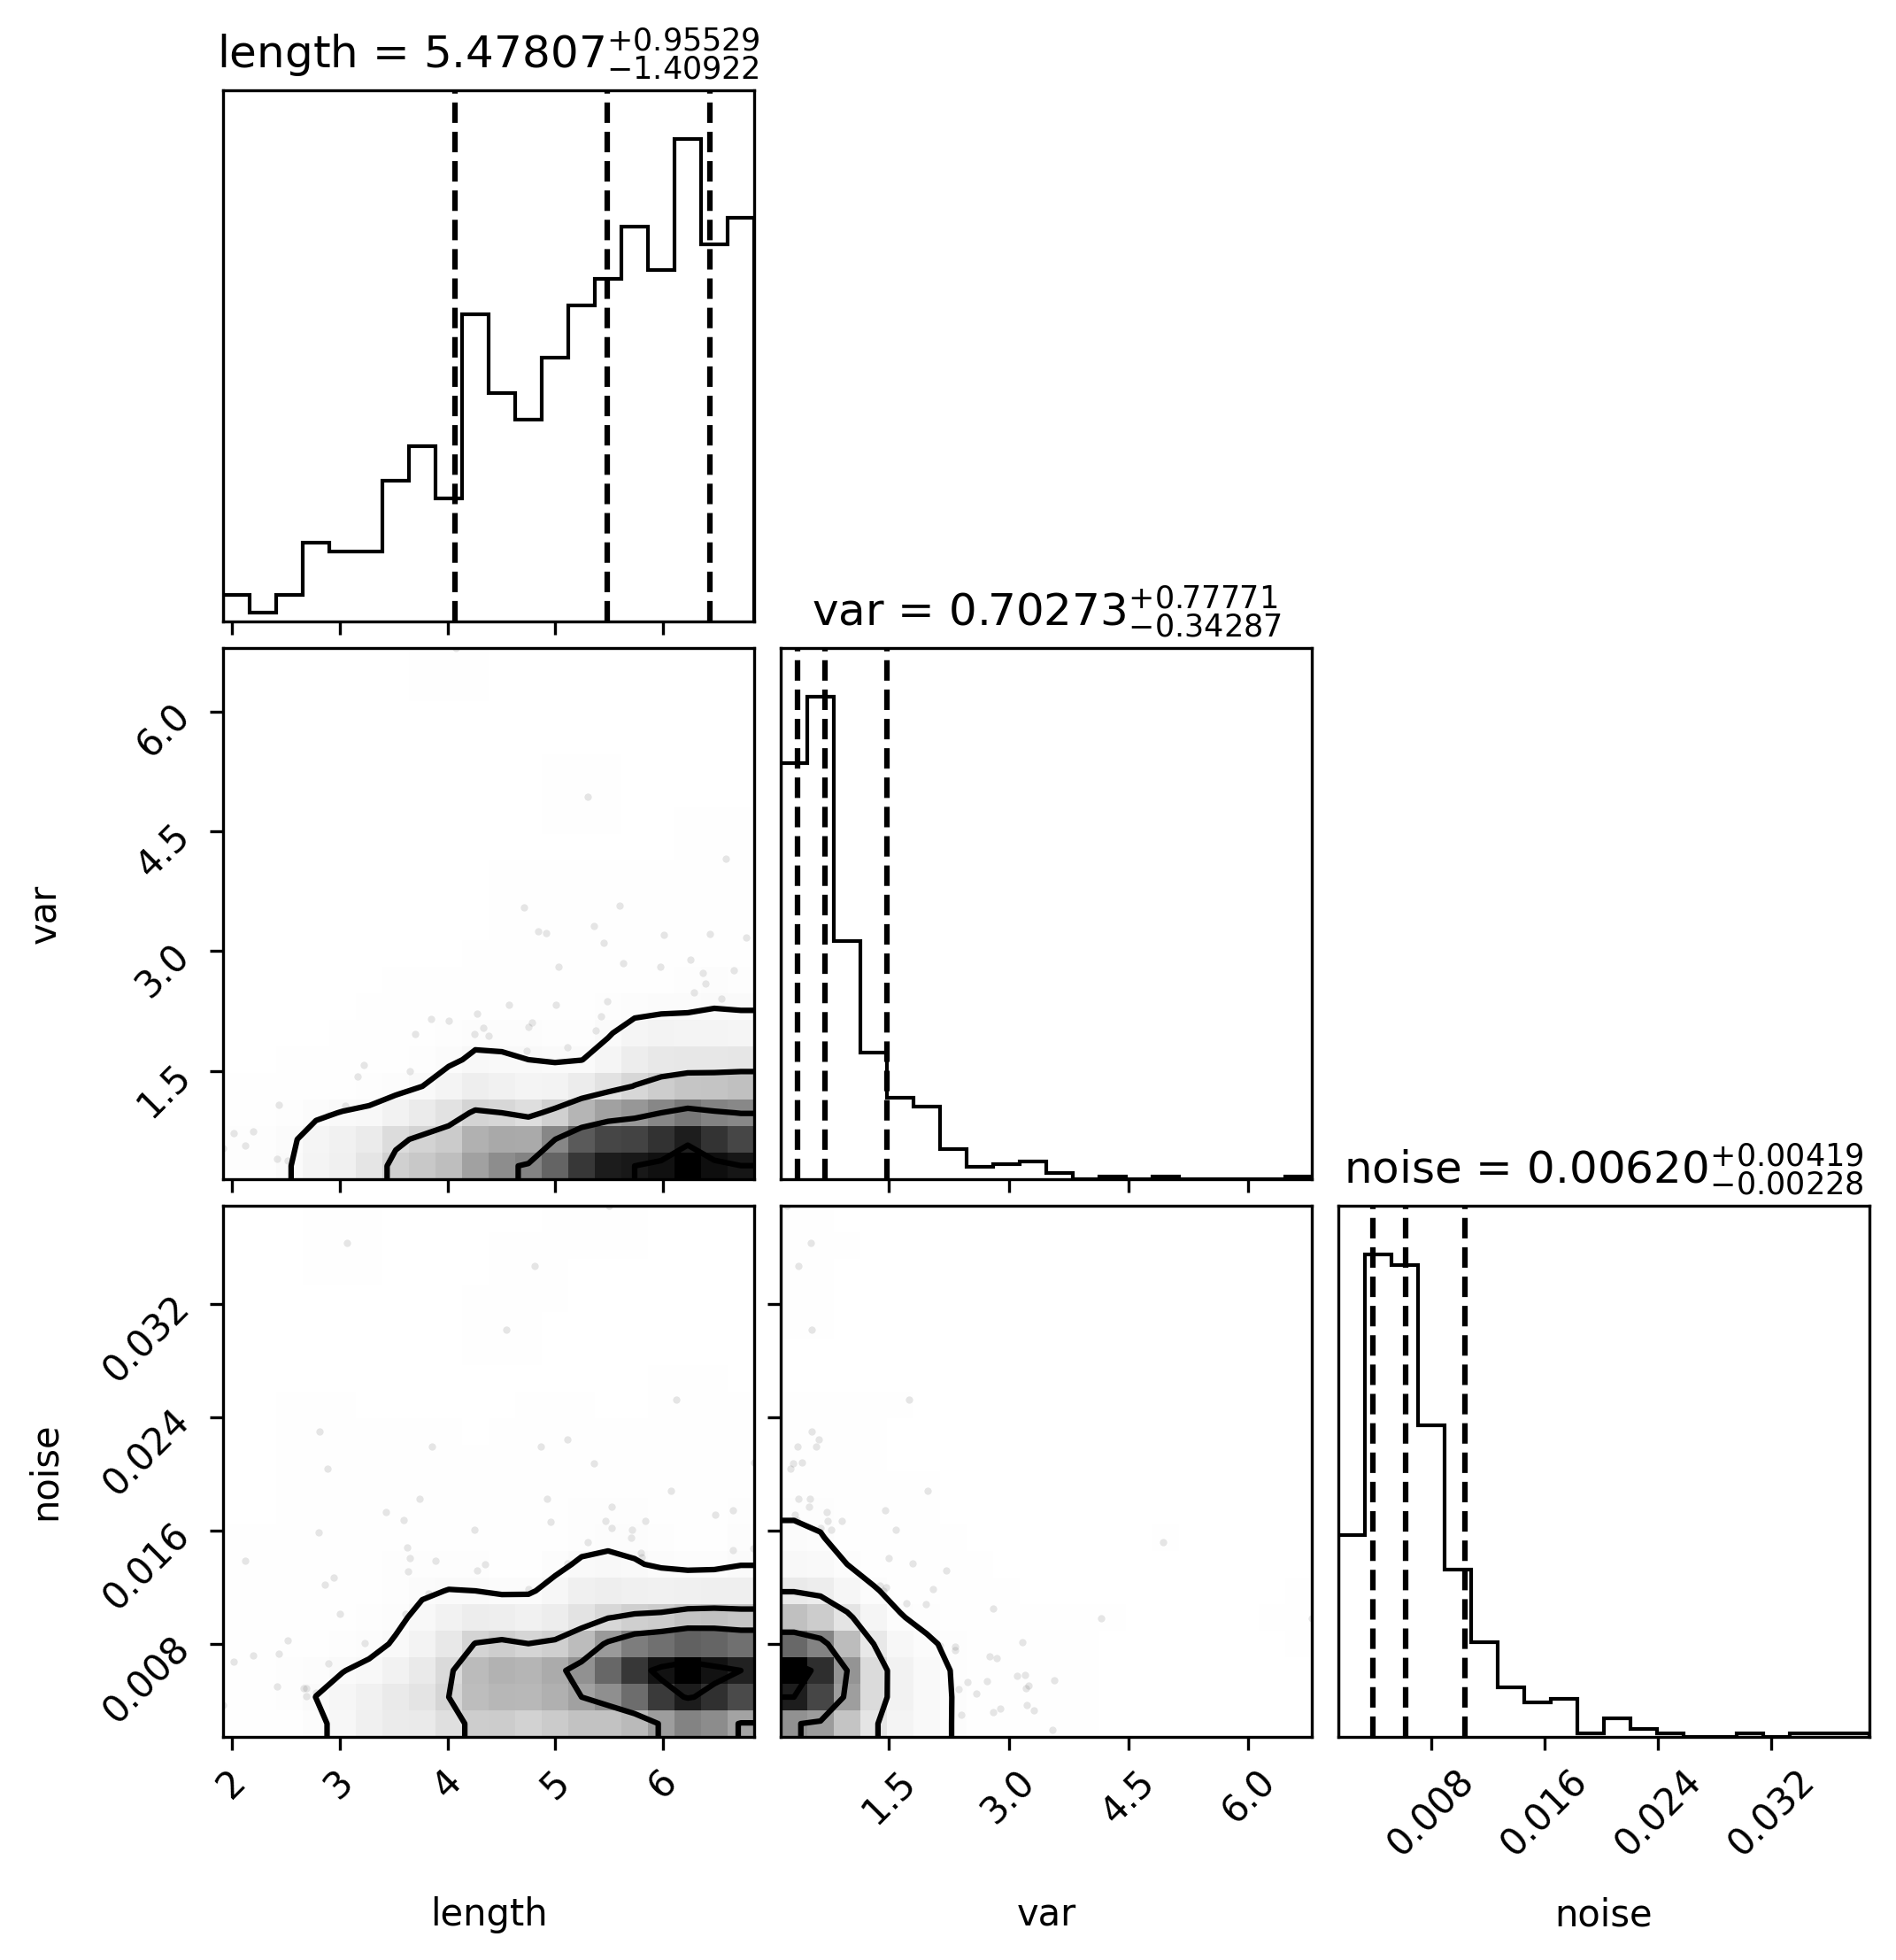 length = 5.47807 +0.95529 −1.40922
var = 0.70273 +0.77771 −0.34287
6.0
4.5
3.0
1.5
var
noise = 0.00620 +0.00419 −0.00228
0.032
0.024
0.016
0.008
noise
2 3 4 5 6 1.5 3.0 4.5 6.0 0.008 0.016 0.024 0.032
length var noise